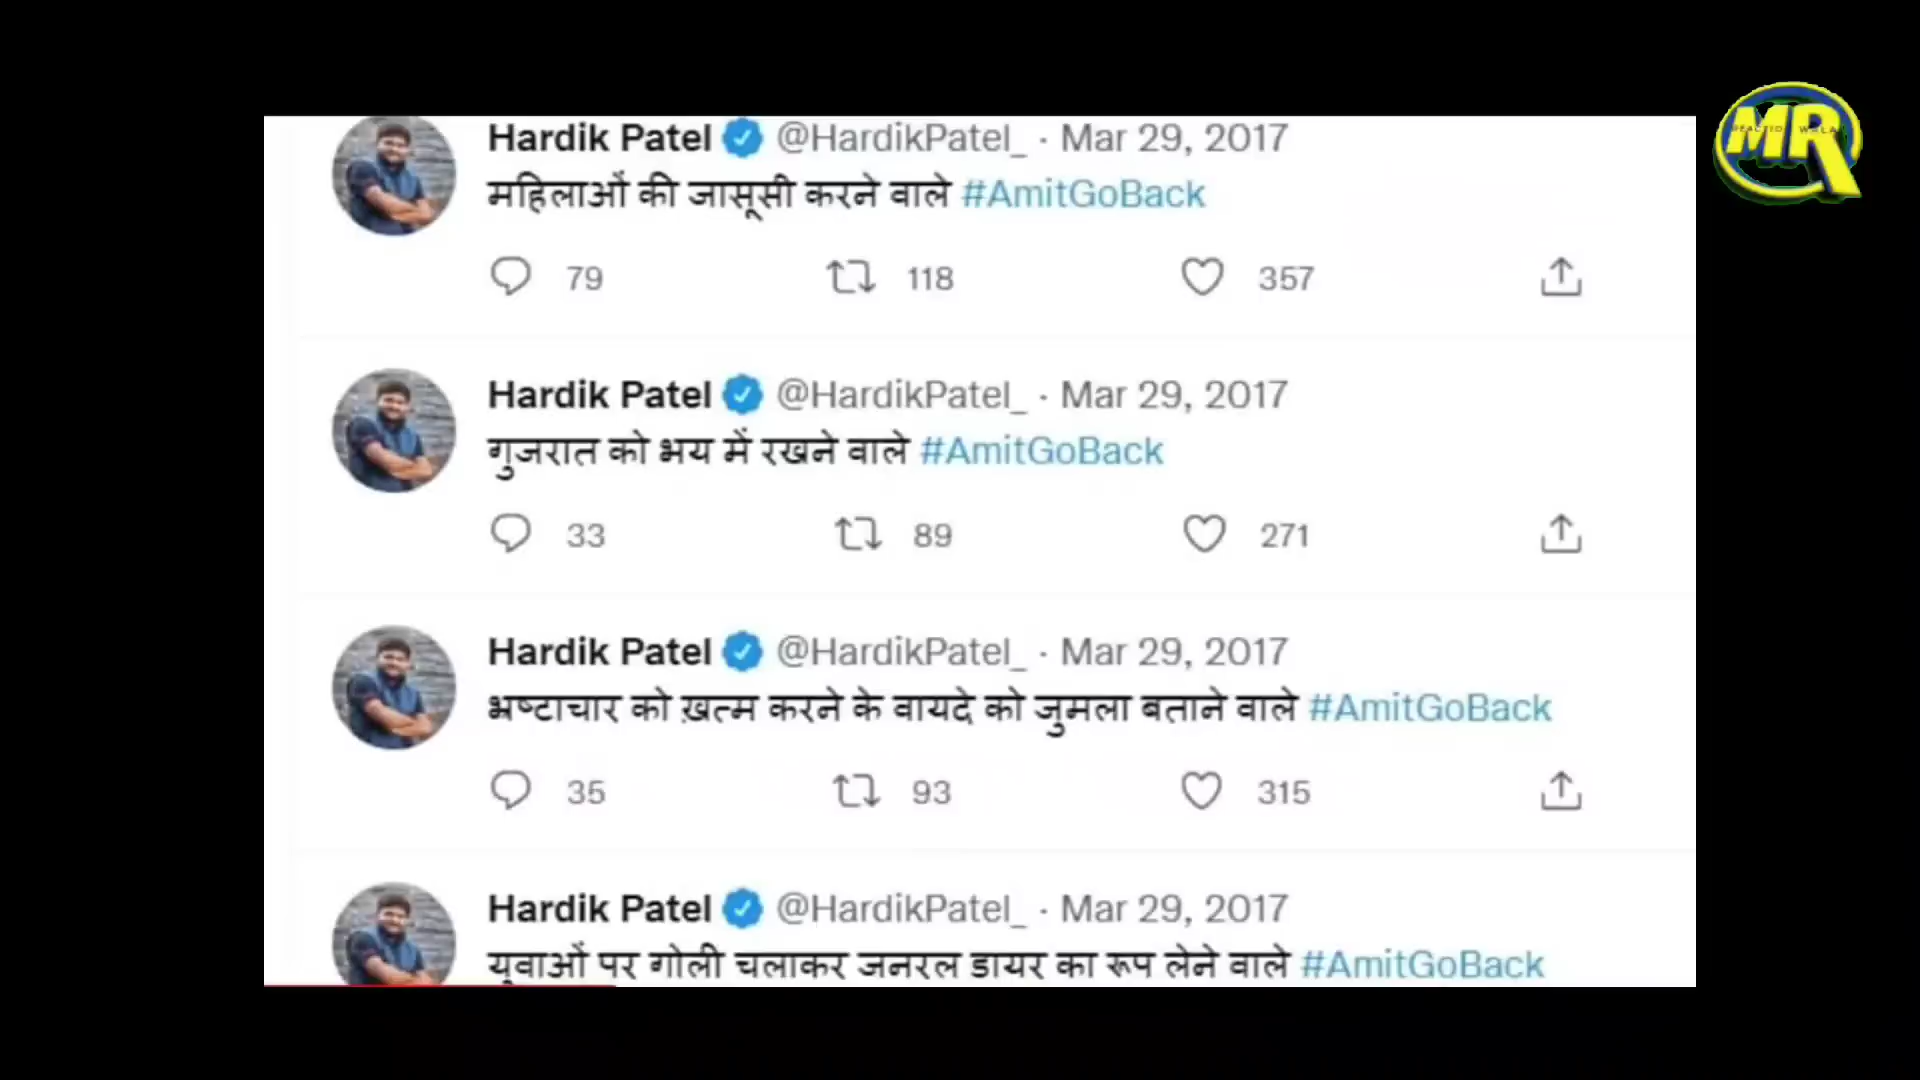 Hardik Patel @HardikPatel_ · Mar 29, 2017
महिलाओं की जासूसी करने वाले #AmitGoBack
79 118 357
Hardik Patel @HardikPatel_ · Mar 29, 2017
गुजरात को भय में रखने वाले #AmitGoBack
33 89 271
Hardik Patel @HardikPatel_ · Mar 29, 2017
भ्रष्टाचार को ख़त्म करने के वायदे को जुमला बताने वाले #AmitGoBack
35 93 315
Hardik Patel @HardikPatel_ · Mar 29, 2017
युवाओं पर गोली चलाकर जनरल डायर का रूप लेने वाले #AmitGoBack
MR
REACTION WALA